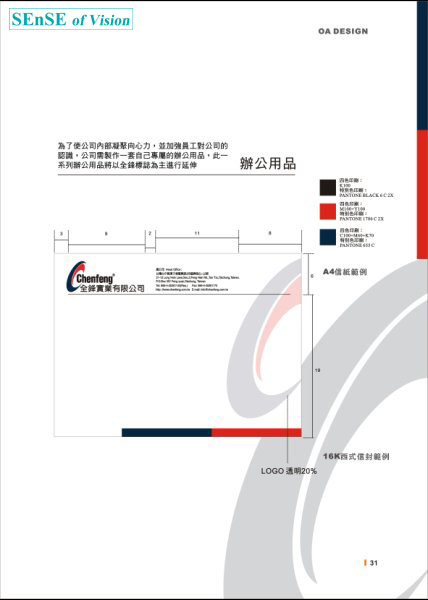 SEnSE of Vision
OA DESIGN
為了使公司內部凝聚向心力，並加強員工對公司的
認識，公司需製作一套自己專屬的辦公用品，此一
系列辦公用品將以全鋒標誌為主進行延伸
辦公用品
四色印刷：
K100
特別色印刷：
PANTONE BLACK 6 C 2X
四色印刷：
M100+Y100
特別色印刷：
PANTONE 1788 C 2X
四色印刷：
C100+M60+K70
特別色印刷：
3
9
2
11
8
Chenfeng
全鋒實業有限公司
6
A4信紙範例
19
16K西式信封範例
LOGO 透明20%
31